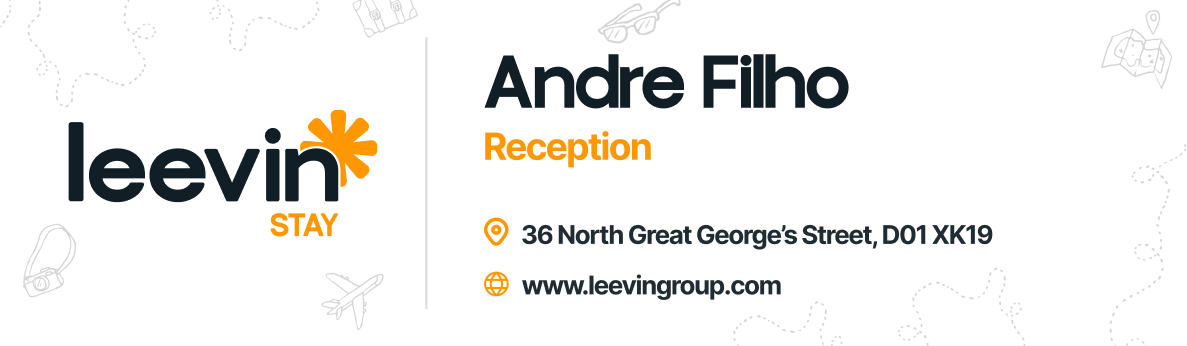 leevin
STAY
Andre Filho
Reception
36 North Great George’s Street, D01 XK19
www.leevingroup.com